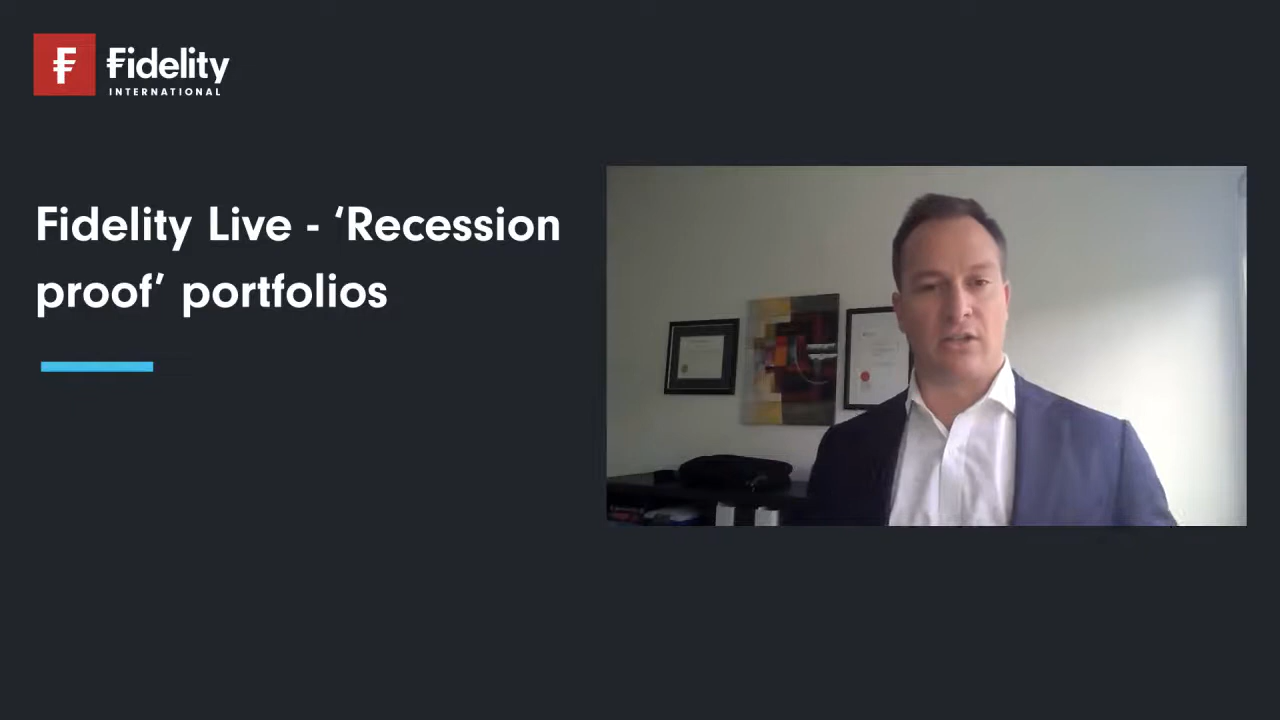 Fidelity
INTERNATIONAL
Fidelity Live - ‘Recession
proof’ portfolios